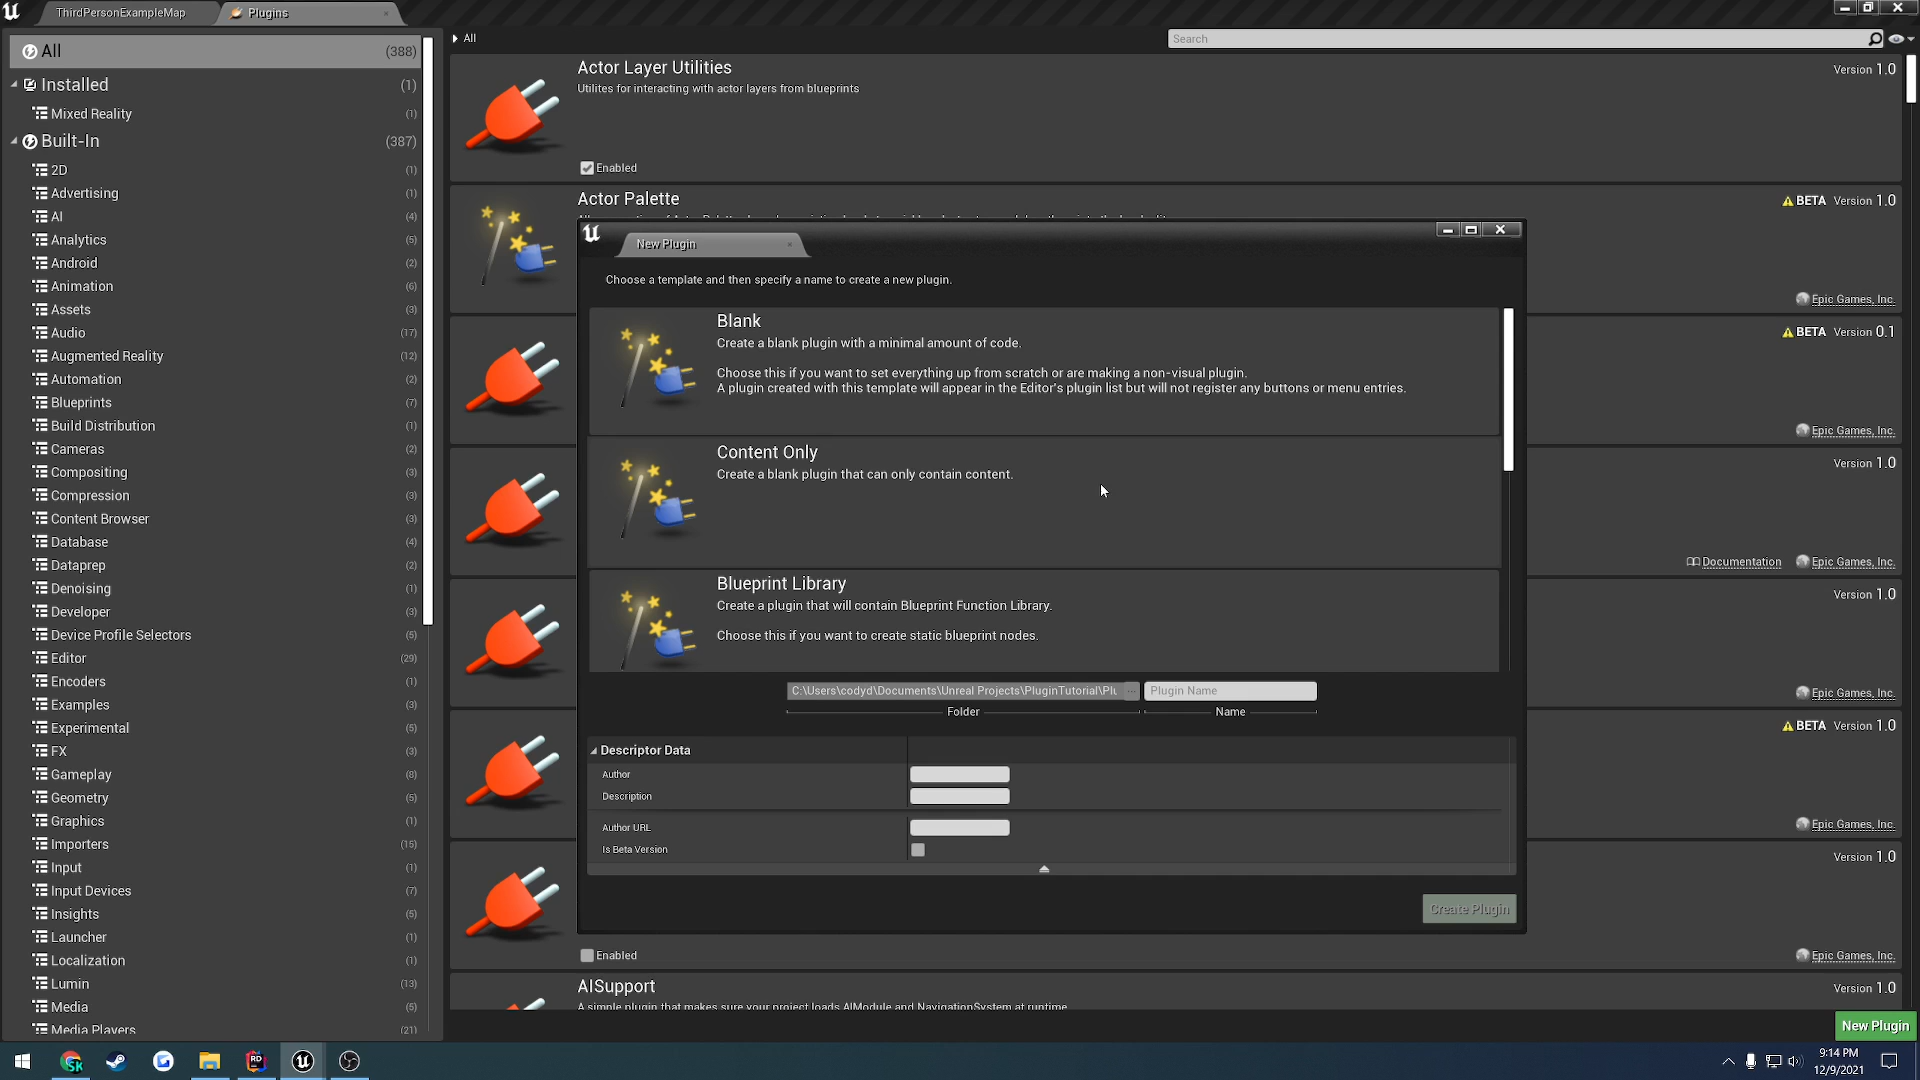 ThirdPersonExampleMap
Plugins
All (388)
Installed (1)
Mixed Reality (1)
Built-In (387)
2D (1)
Advertising (1)
AI (4)
Analytics (5)
Android (2)
Animation (6)
Assets (3)
Audio (17)
Augmented Reality (12)
Automation (2)
Blueprints (7)
Build Distribution (1)
Cameras (2)
Compositing (3)
Compression (3)
Content Browser (3)
Database (4)
Dataprep (2)
Denoising (1)
Developer (3)
Device Profile Selectors (5)
Editor (29)
Encoders (1)
Examples (3)
Experimental (5)
FX (3)
Gameplay (8)
Geometry (5)
Graphics (1)
Importers (15)
Input (1)
Input Devices (7)
Insights (5)
Launcher (1)
Localization (1)
Lumin (13)
Media (5)
Media Players (21)
All
Search
Actor Layer Utilities
Version 1.0
Utilites for interacting with actor layers from blueprints
Enabled
Actor Palette
BETA Version 1.0
Epic Games, Inc.
BETA Version 0.1
Epic Games, Inc.
Version 1.0
Documentation Epic Games, Inc.
Version 1.0
Epic Games, Inc.
BETA Version 1.0
Epic Games, Inc.
Version 1.0
Enabled
Epic Games, Inc.
AISupport
Version 1.0
A simple plugin that makes sure your project loads AIModule and NavigationSystem at runtime
New Plugin
Choose a template and then specify a name to create a new plugin.
Blank
Create a blank plugin with a minimal amount of code.
Choose this if you want to set everything up from scratch or are making a non-visual plugin.
A plugin created with this template will appear in the Editor's plugin list but will not register any buttons or menu entries.
Content Only
Create a blank plugin that can only contain content.
Blueprint Library
Create a plugin that will contain Blueprint Function Library.
Choose this if you want to create static blueprint nodes.
C:\Users\codyd\Documents\Unreal Projects\PluginTutorial\Plu ...
Plugin Name
Folder
Name
Descriptor Data
Author
Description
Author URL
Is Beta Version
Create Plugin
New Plugin
Sk
RD
9:14 PM
12/9/2021